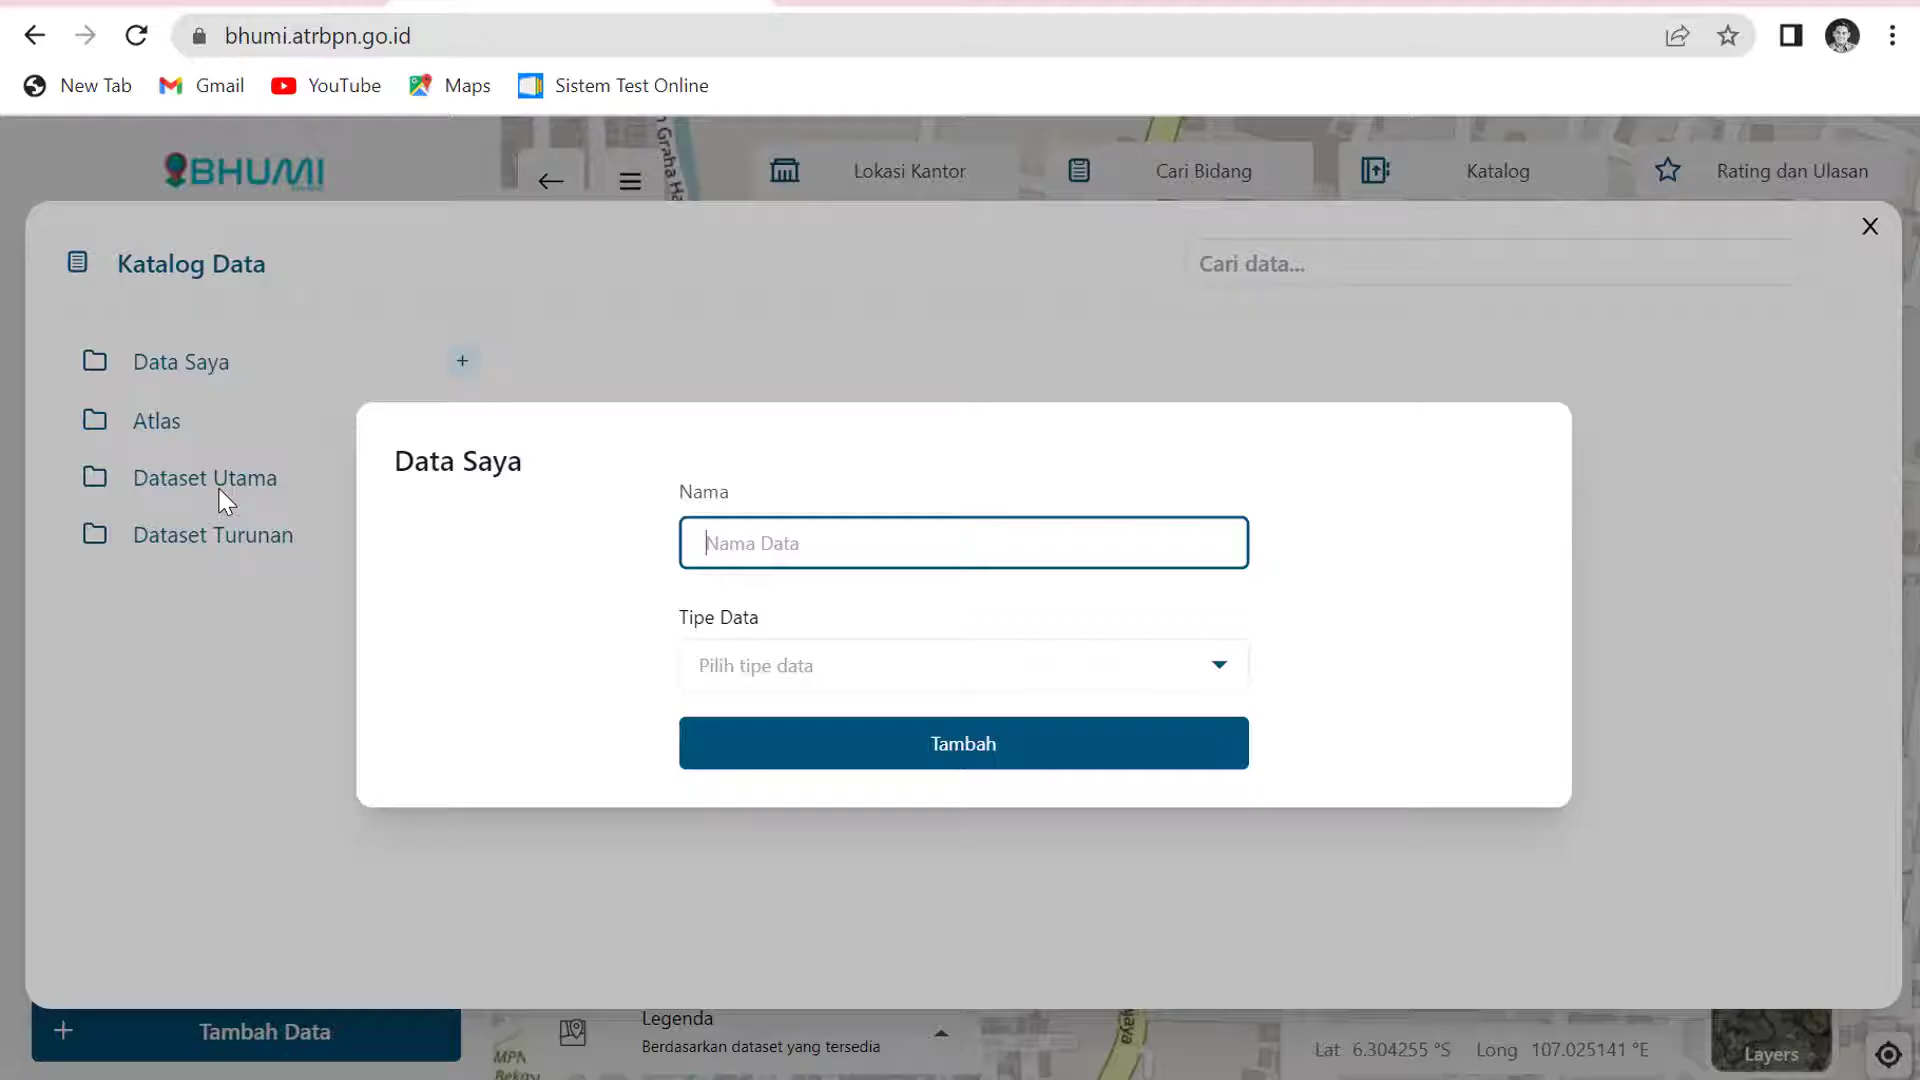 bhumi.atrbpn.go.id
New Tab
Gmail
YouTube
Maps
Sistem Test Online
BHUMI
Lokasi Kantor
Cari Bidang
Katalog
Rating dan Ulasan
Katalog Data
Cari data...
X
Data Saya
+
Atlas
Dataset Utama
Dataset Turunan
Data Saya
Nama
Nama Data
Tipe Data
Pilih tipe data
Tambah
+ Tambah Data
MPN
Legenda
Berdasarkan dataset yang tersedia
Lat 6.304255 °S Long 107.025141 °E
Layers